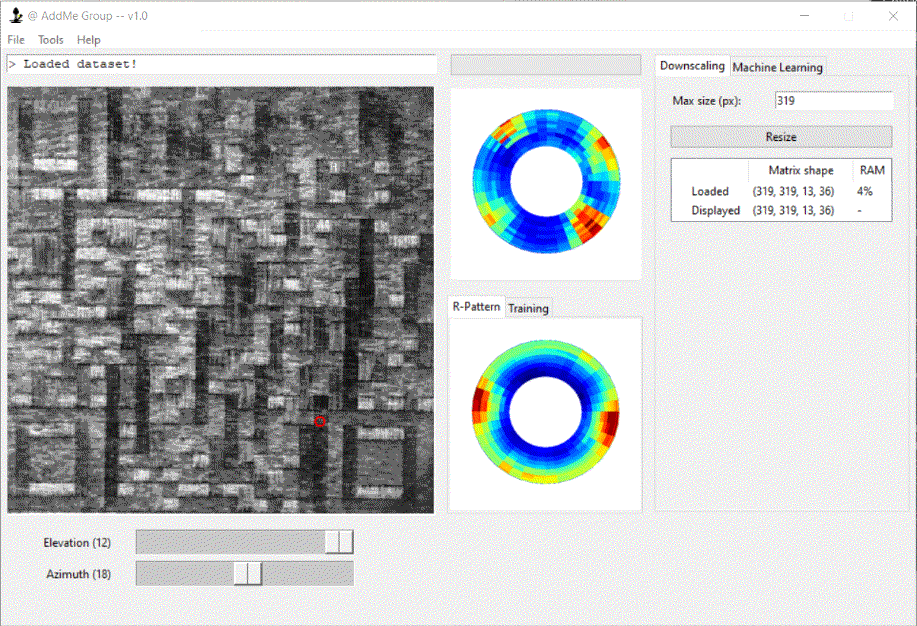 @ AddMe Group -- v1.0
File Tools Help
> Loaded dataset!
Downscaling Machine Learning
Max size (px): 319
Resize
Matrix shape RAM
Loaded (319, 319, 13, 36) 4%
Displayed (319, 319, 13, 36) -
R-Pattern Training
Elevation (12)
Azimuth (18)